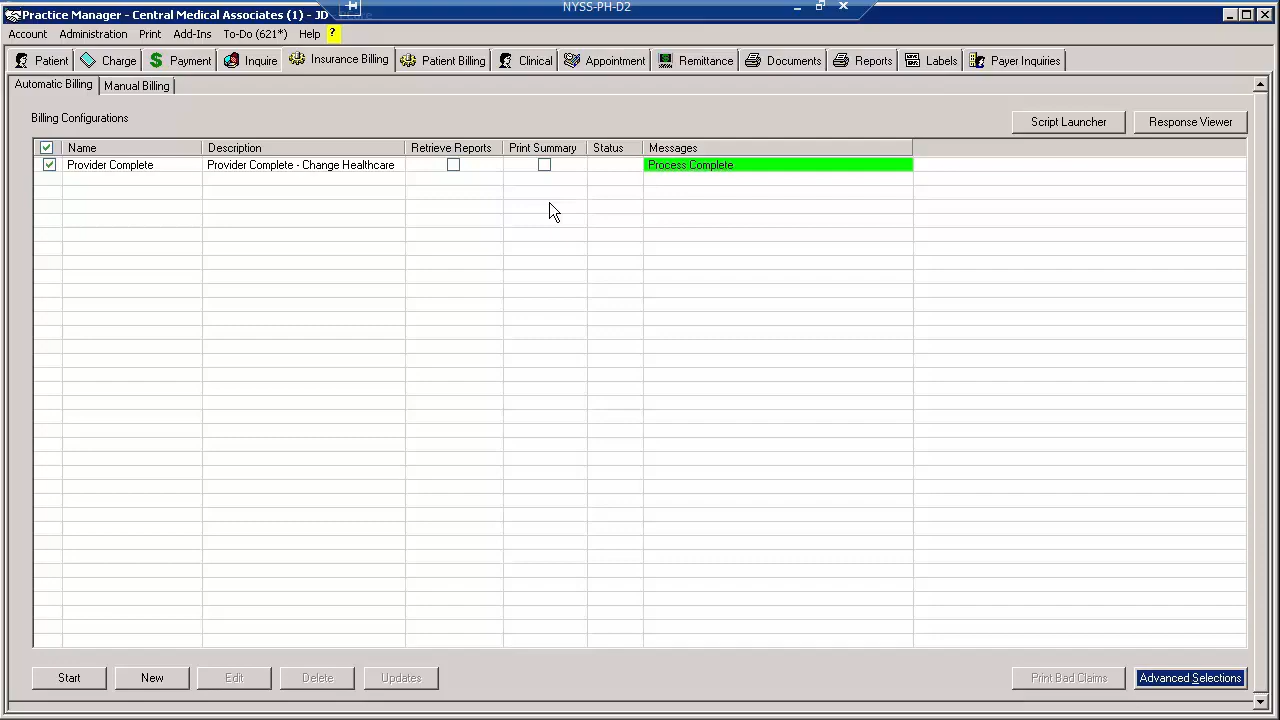 NYSS-PH-D2
Practice Manager - Central Medical Associates (1) - JD
Account Administration Print Add-Ins To-Do (621*) Help ?
Patient Charge Payment Inquire Insurance Billing Patient Billing Clinical Appointment Remittance Documents Reports Labels Payer Inquiries
Automatic Billing Manual Billing
Billing Configurations Script Launcher Response Viewer
Name Description Retrieve Reports Print Summary Status Messages
Provider Complete Provider Complete - Change Healthcare Process Complete
Start New Edit Delete Updates Print Bad Claims Advanced Selections